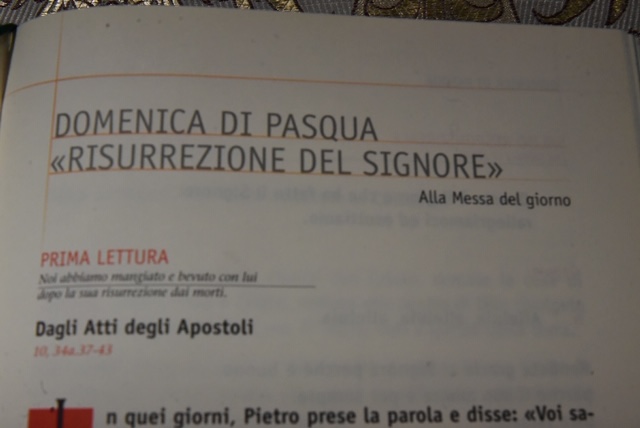 DOMENICA DI PASQUA
«RISURREZIONE DEL SIGNORE»
Alla Messa del giorno
PRIMA LETTURA
Noi abbiamo mangiato e bevuto con lui
dopo la sua risurrezione dai morti.
Dagli Atti degli Apostoli
10, 34a.37-43
In quei giorni, Pietro prese la parola e disse: «Voi sa-